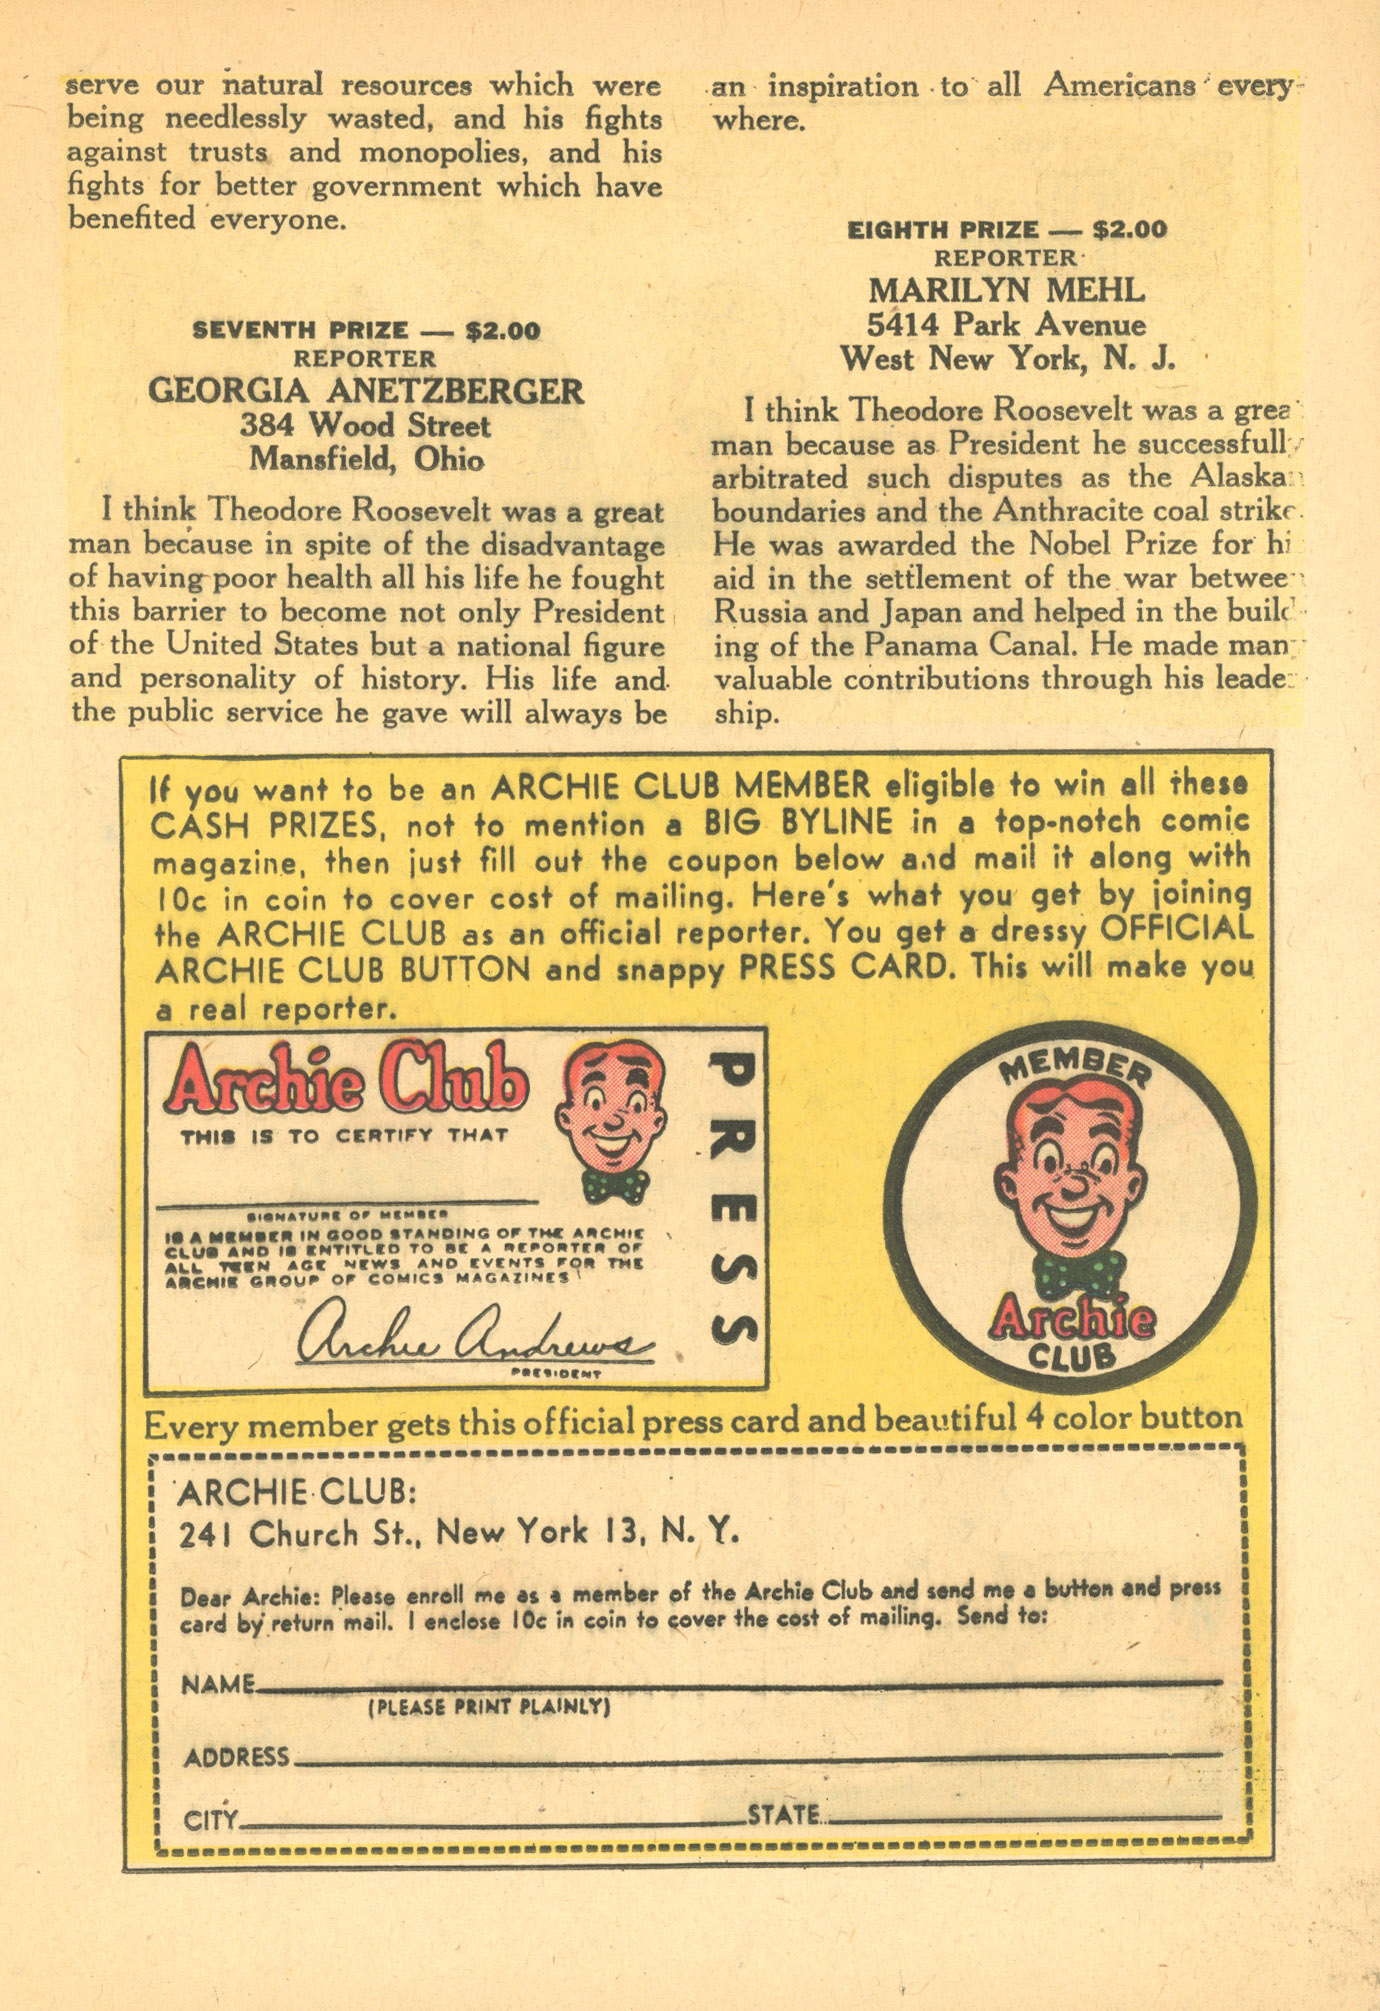 serve our natural resources which were
being needlessly wasted, and his fights
against trusts and monopolies, and his
fights for better government which have
benefited everyone.
SEVENTH PRIZE — $2.00
REPORTER
GEORGIA ANETZBERGER
384 Wood Street
Mansfield, Ohio
I think Theodore Roosevelt was a great
man because in spite of the disadvantage
of having poor health all his life he fought
this barrier to become not only President
of the United States but a national figure
and personality of history. His life and
the public service he gave will always be
an inspiration to all Americans every-
where.
EIGHTH PRIZE — $2.00
REPORTER
MARILYN MEHL
5414 Park Avenue
West New York, N. J.
I think Theodore Roosevelt was a grea
man because as President he successfully
arbitrated such disputes as the Alaskan
boundaries and the Anthracite coal strike.
He was awarded the Nobel Prize for hi
aid in the settlement of the war between
Russia and Japan and helped in the build-
ing of the Panama Canal. He made many
valuable contributions through his leader-
ship.
If you want to be an ARCHIE CLUB MEMBER eligible to win all these
CASH PRIZES, not to mention a BIG BYLINE in a top-notch comic
magazine, then just fill out the coupon below and mail it along with
10c in coin to cover cost of mailing. Here's what you get by joining
the ARCHIE CLUB as an official reporter. You get a dressy OFFICIAL
ARCHIE CLUB BUTTON and snappy PRESS CARD. This will make you
a real reporter.
Archie Club
THIS IS TO CERTIFY THAT
SIGNATURE OF MEMBER
IS A MEMBER IN GOOD STANDING OF THE ARCHIE
CLUB AND IS ENTITLED TO BE A REPORTER OF
ALL TEEN AGE NEWS AND EVENTS FOR THE
ARCHIE GROUP OF COMICS MAGAZINES
Archie Andrews
PRESIDENT
PRESS
MEMBER
Archie
CLUB
Every member gets this official press card and beautiful 4 color button
ARCHIE CLUB:
241 Church St., New York 13, N. Y.
Dear Archie: Please enroll me as a member of the Archie Club and send me a button and press
card by return mail. I enclose 10c in coin to cover the cost of mailing. Send to:
NAME
(PLEASE PRINT PLAINLY)
ADDRESS
CITY STATE